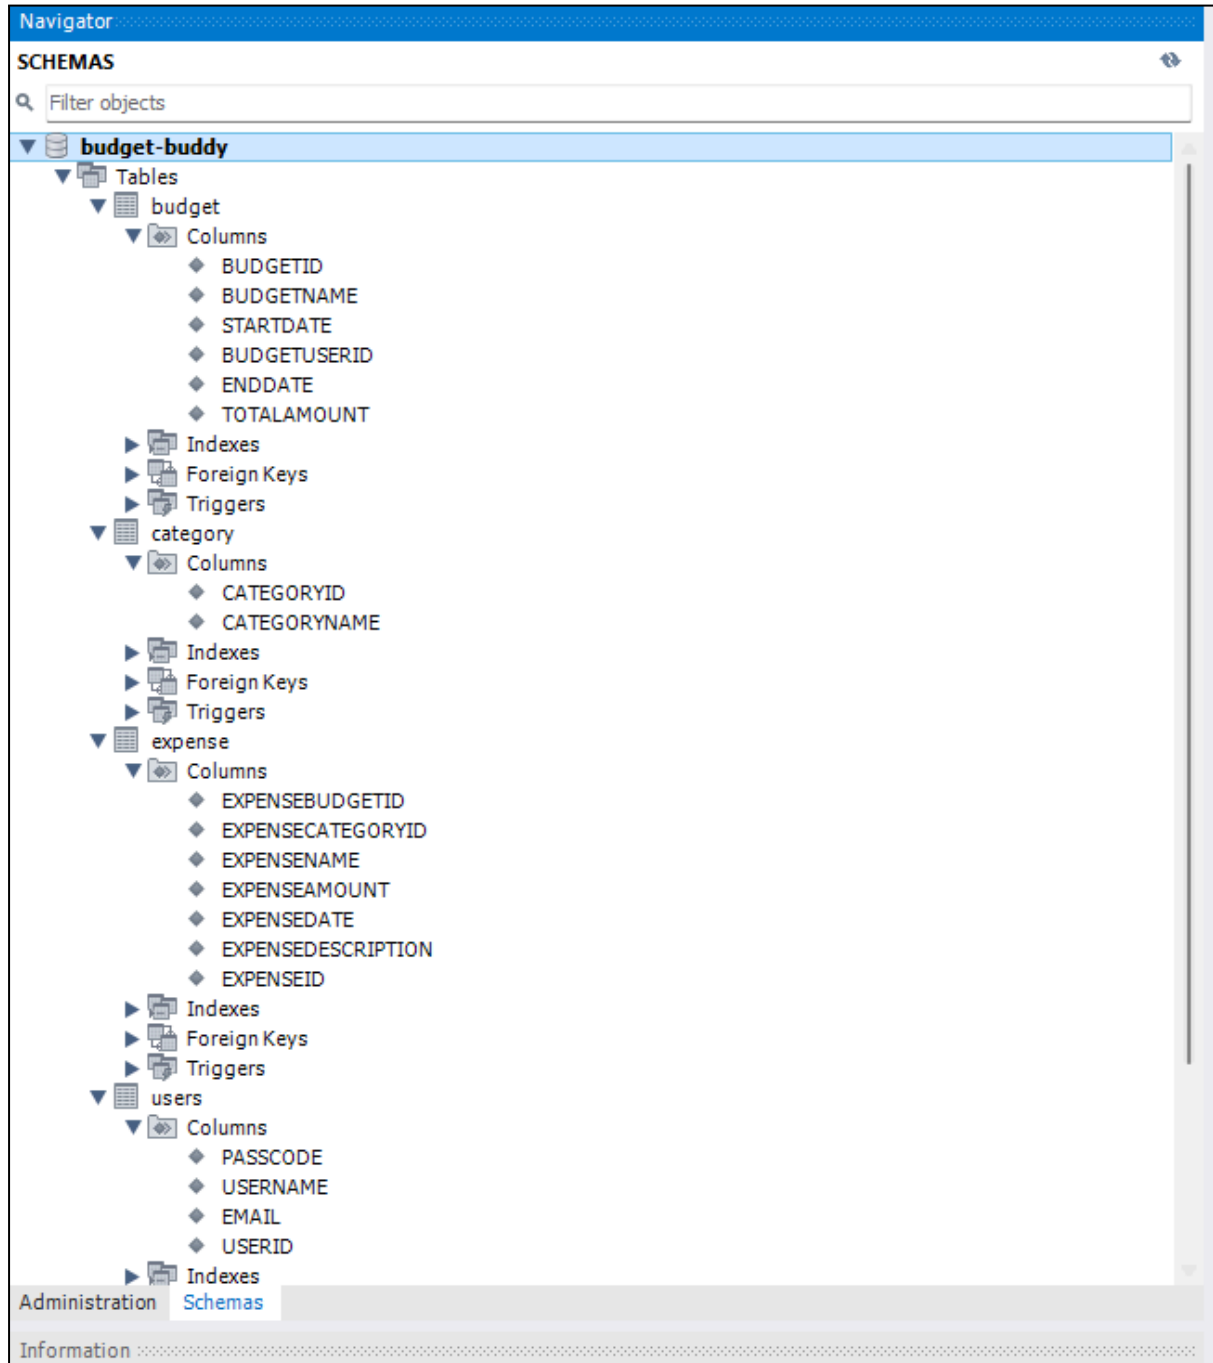 Navigator
SCHEMAS
Filter objects
budget-buddy
Tables
budget
Columns
BUDGETID
BUDGETNAME
STARTDATE
BUDGETUSERID
ENDDATE
TOTALAMOUNT
Indexes
Foreign Keys
Triggers
category
Columns
CATEGORYID
CATEGORYNAME
Indexes
Foreign Keys
Triggers
expense
Columns
EXPENSEBUDGETID
EXPENSECATEGORYID
EXPENSENAME
EXPENSEAMOUNT
EXPENSEDATE
EXPENSEDESCRIPTION
EXPENSEID
Indexes
Foreign Keys
Triggers
users
Columns
PASSCODE
USERNAME
EMAIL
USERID
Indexes
Administration Schemas
Information